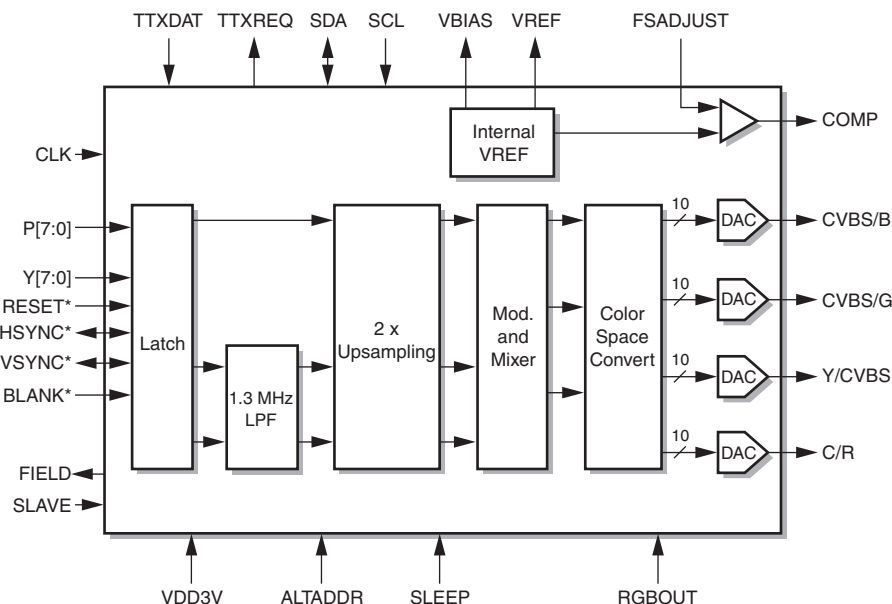 TTXDAT TTXREQ SDA SCL VBIAS VREF FSADJUST
Internal
VREF
COMP
CLK
P[7:0]
Y[7:0]
RESET*
HSYNC*
VSYNC*
BLANK*
FIELD
SLAVE
Latch
1.3 MHz
LPF
2 x
Upsampling
Mod.
and
Mixer
Color
Space
Convert
10 DAC CVBS/B
10 DAC CVBS/G
10 DAC Y/CVBS
10 DAC C/R
VDD3V ALTADDR SLEEP RGBOUT